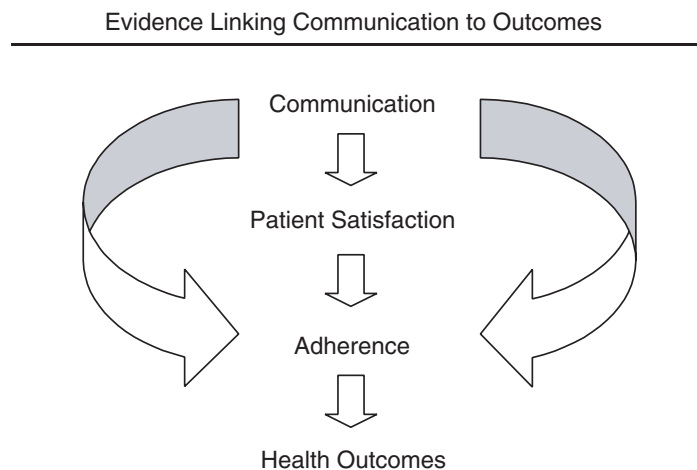 Evidence Linking Communication to Outcomes
Communication
Patient Satisfaction
Adherence
Health Outcomes